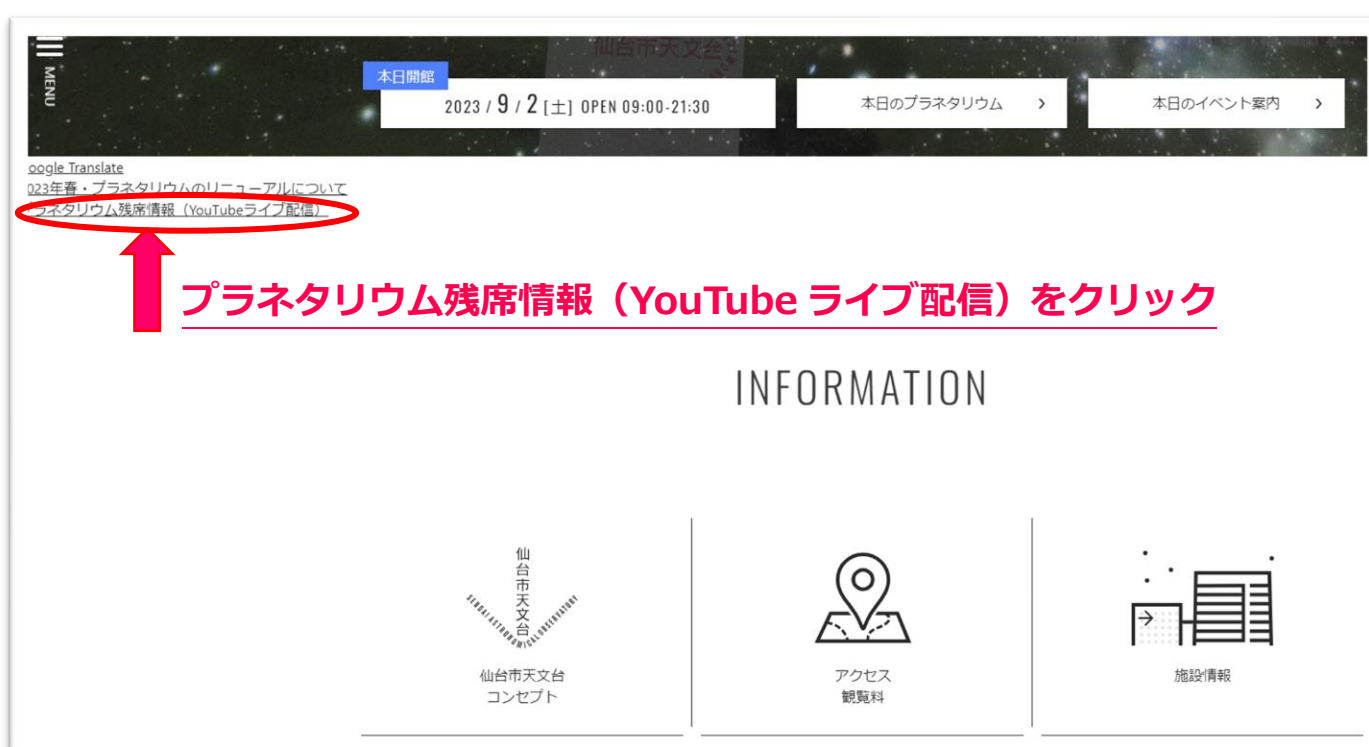 仙台市天文台
MENU
本日開館
2023 / 9 / 2 [土] OPEN 09:00-21:30
本日のプラネタリウム
本日のイベント案内
oogle Translate
023年春・プラネタリウムのリニューアルについて
プラネタリウム残席情報（YouTubeライブ配信）
プラネタリウム残席情報（YouTube ライブ配信）をクリック
INFORMATION
仙台市天文台
SENDAI ASTRONOMICAL OBSERVATORY
仙台市天文台
コンセプト
アクセス
観覧料
施設情報